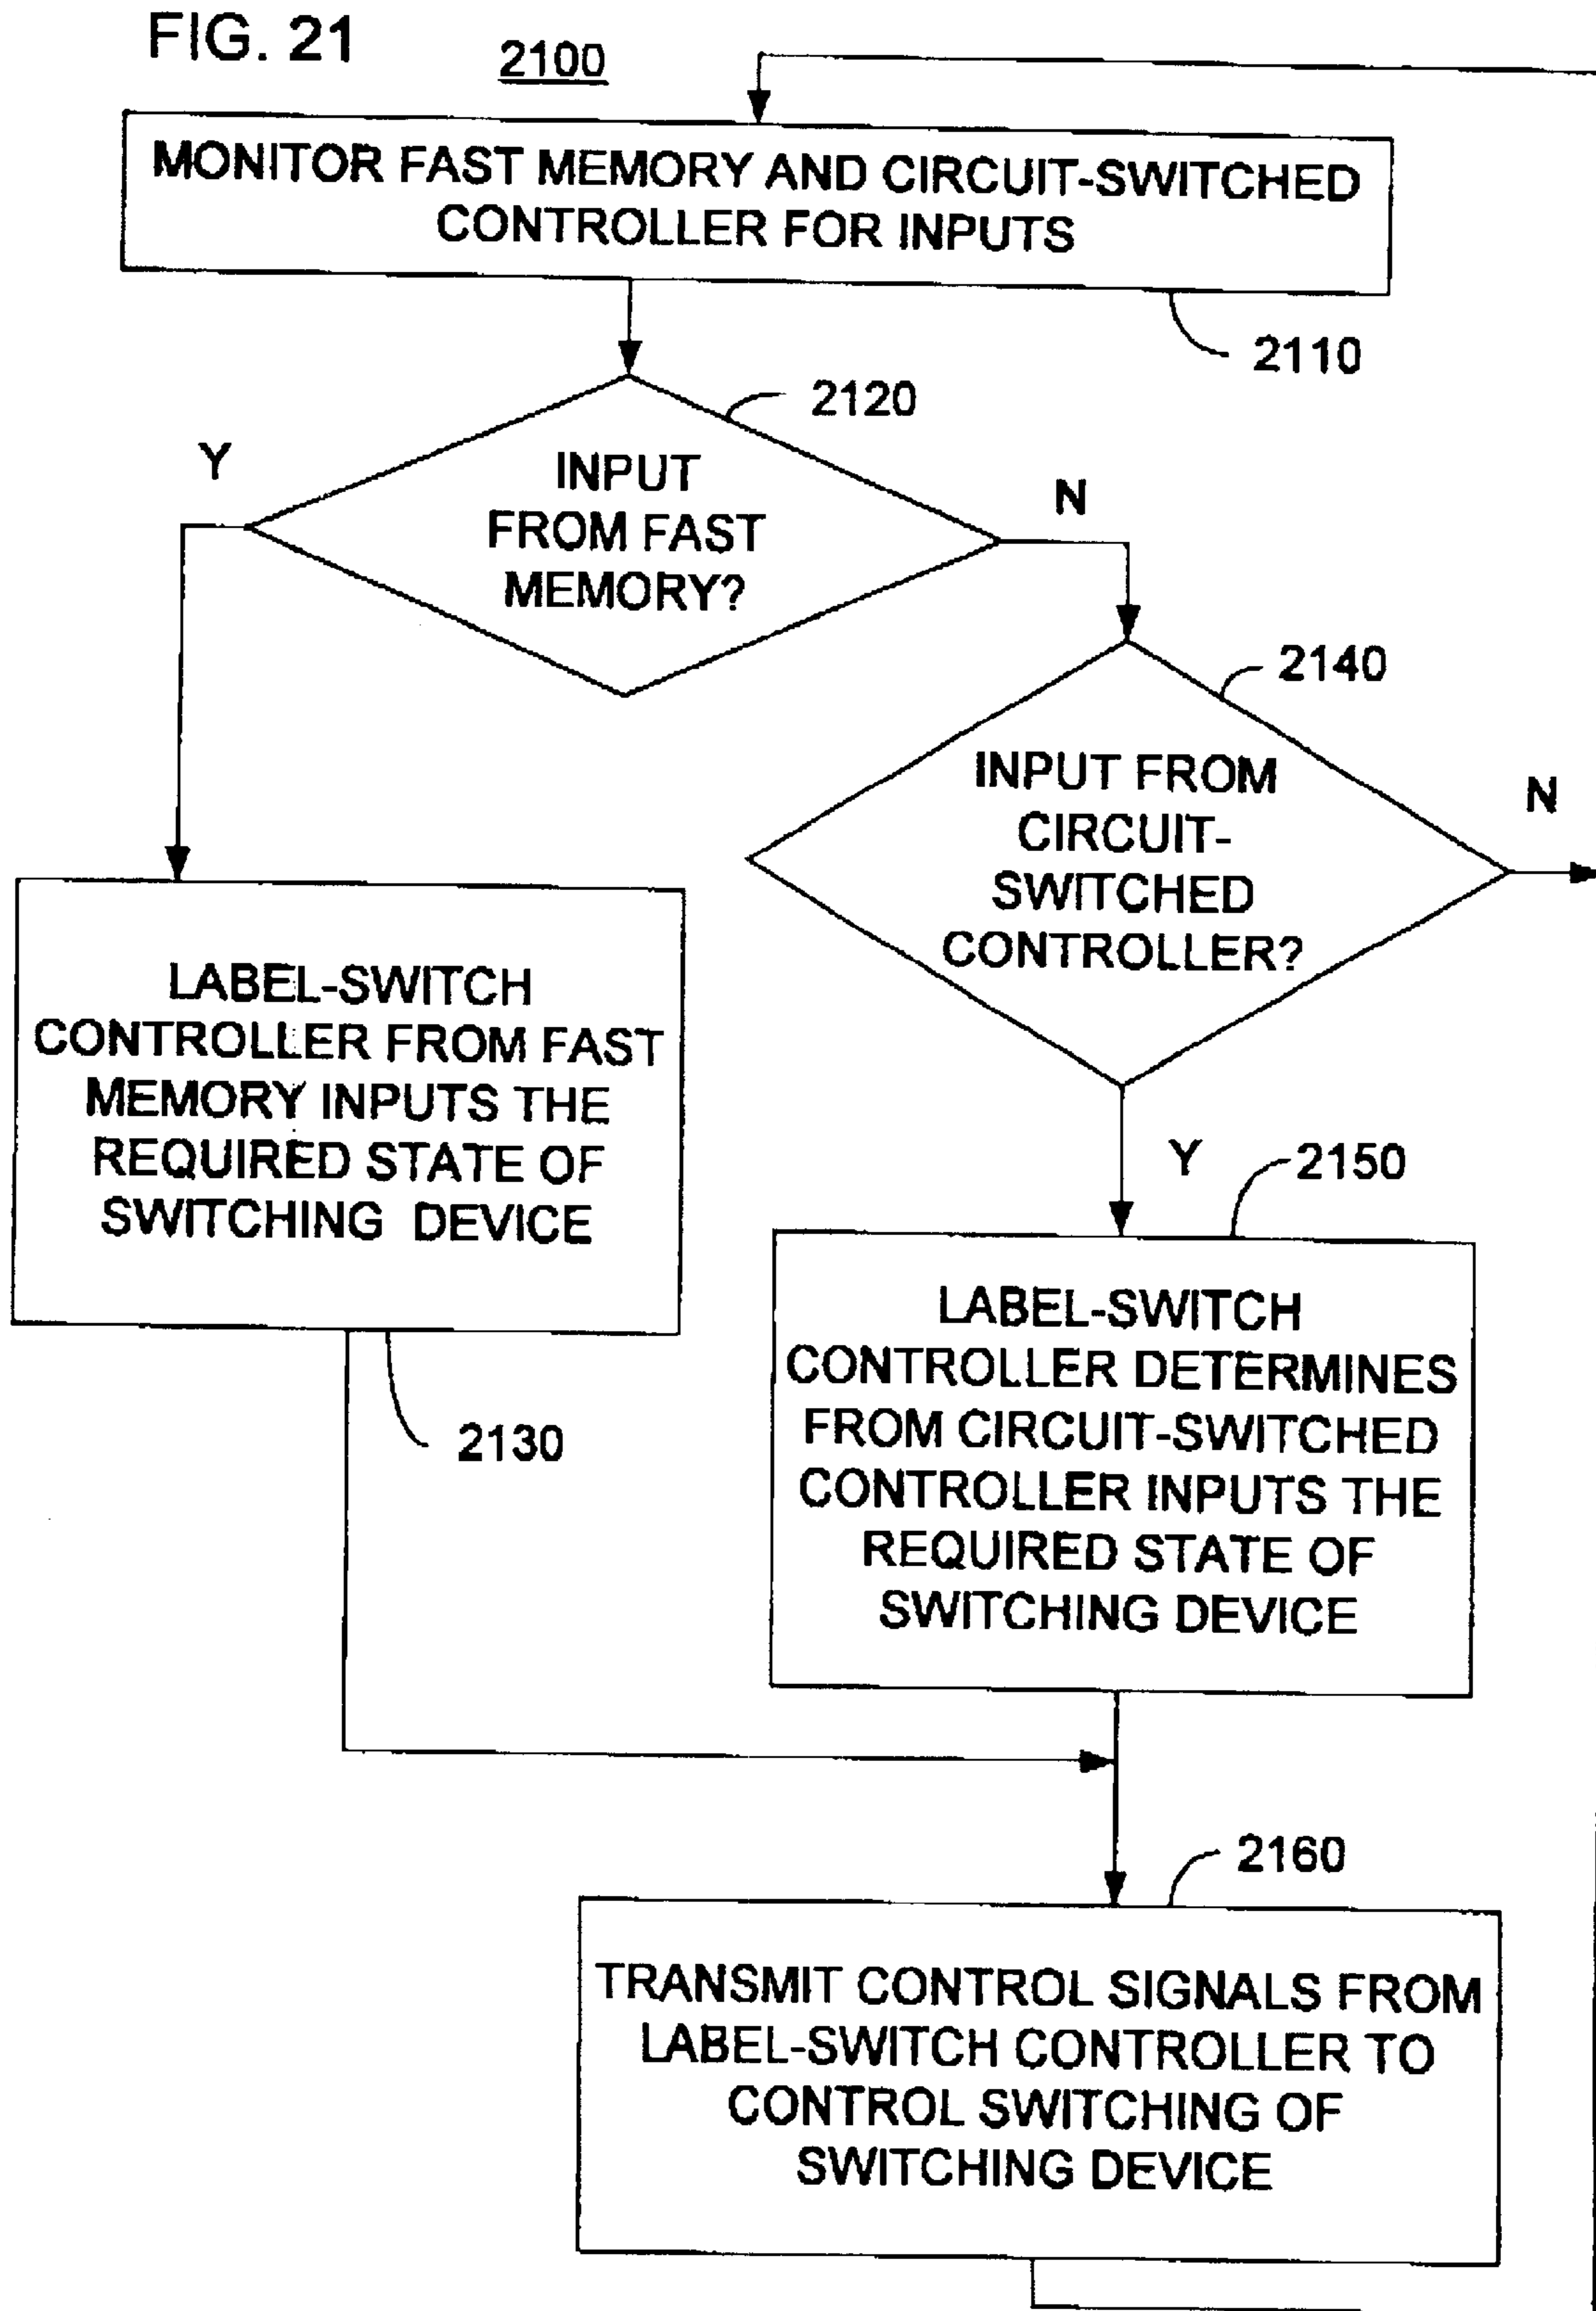 FIG. 21
2100
MONITOR FAST MEMORY AND CIRCUIT-SWITCHED
CONTROLLER FOR INPUTS
2110
2120
Y
INPUT
FROM FAST
MEMORY?
N
2140
INPUT FROM
CIRCUIT-
SWITCHED
CONTROLLER?
N
LABEL-SWITCH
CONTROLLER FROM FAST
MEMORY INPUTS THE
REQUIRED STATE OF
SWITCHING DEVICE
2130
Y
2150
LABEL-SWITCH
CONTROLLER DETERMINES
FROM CIRCUIT-SWITCHED
CONTROLLER INPUTS THE
REQUIRED STATE OF
SWITCHING DEVICE
2160
TRANSMIT CONTROL SIGNALS FROM
LABEL-SWITCH CONTROLLER TO
CONTROL SWITCHING OF
SWITCHING DEVICE